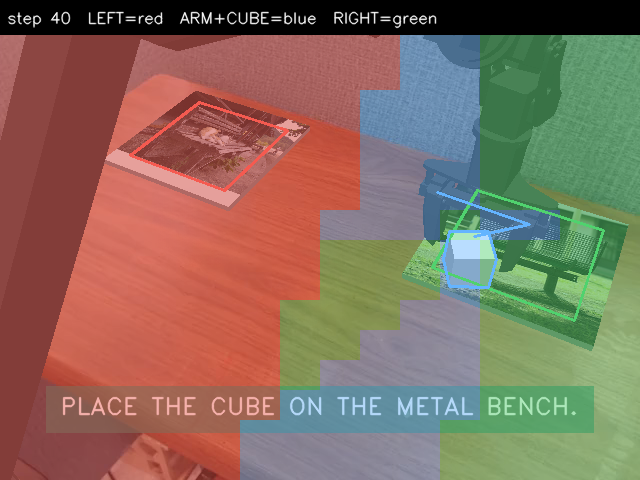 step 40 LEFT=red ARM+CUBE=blue RIGHT=green
PLACE THE CUBE ON THE METAL BENCH.